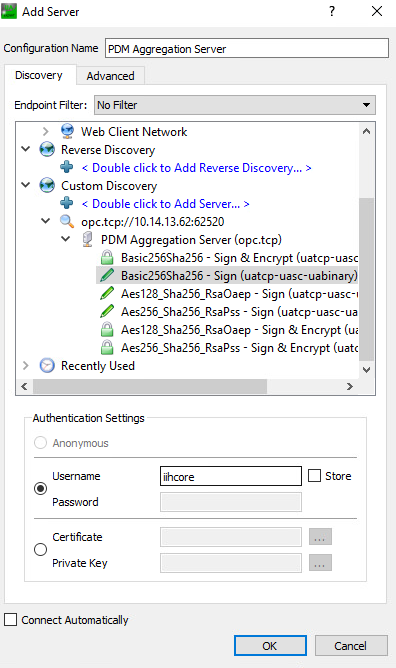 Add Server
Configuration Name PDM Aggregation Server
Discovery Advanced
Endpoint Filter: No Filter
Web Client Network
Reverse Discovery
< Double click to Add Reverse Discovery... >
Custom Discovery
< Double click to Add Server... >
opc.tcp://10.14.13.62:62520
PDM Aggregation Server (opc.tcp)
Basic256Sha256 - Sign & Encrypt (uatcp-uasc
Basic256Sha256 - Sign (uatcp-uasc-uabinary)
Aes128_Sha256_RsaOaep - Sign (uatcp-uasc-u
Aes256_Sha256_RsaPss - Sign (uatcp-uasc-ua
Aes128_Sha256_RsaOaep - Sign & Encrypt (ua
Aes256_Sha256_RsaPss - Sign & Encrypt (uatc
Recently Used
Authentication Settings
Anonymous
Username iihcore Store
Password
Certificate ...
Private Key ...
Connect Automatically
OK Cancel